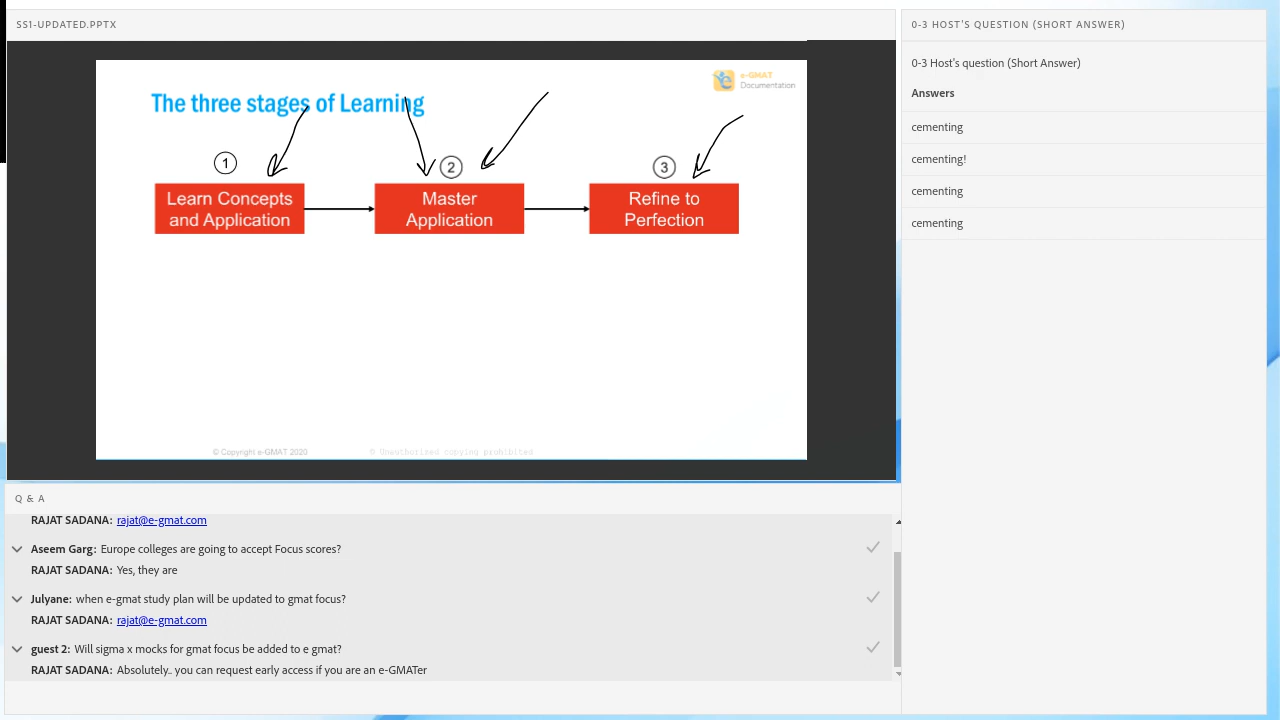 SS1-UPDATED.PPTX
e-GMAT
Documentation
The three stages of Learning
1
2
3
Learn Concepts
and Application
Master
Application
Refine to
Perfection
© Copyright e-GMAT 2020
© Unauthorised copying prohibited
Q & A
RAJAT SADANA: rajat@e-gmat.com
Aseem Garg: Europe colleges are going to accept Focus scores?
RAJAT SADANA: Yes, they are
Julyane: when e-gmat study plan will be updated to gmat focus?
RAJAT SADANA: rajat@e-gmat.com
guest 2: Will sigma x mocks for gmat focus be added to e gmat?
RAJAT SADANA: Absolutely.. you can request early access if you are an e-GMATer
0-3 HOST'S QUESTION (SHORT ANSWER)
0-3 Host's question (Short Answer)
Answers
cementing
cementing!
cementing
cementing